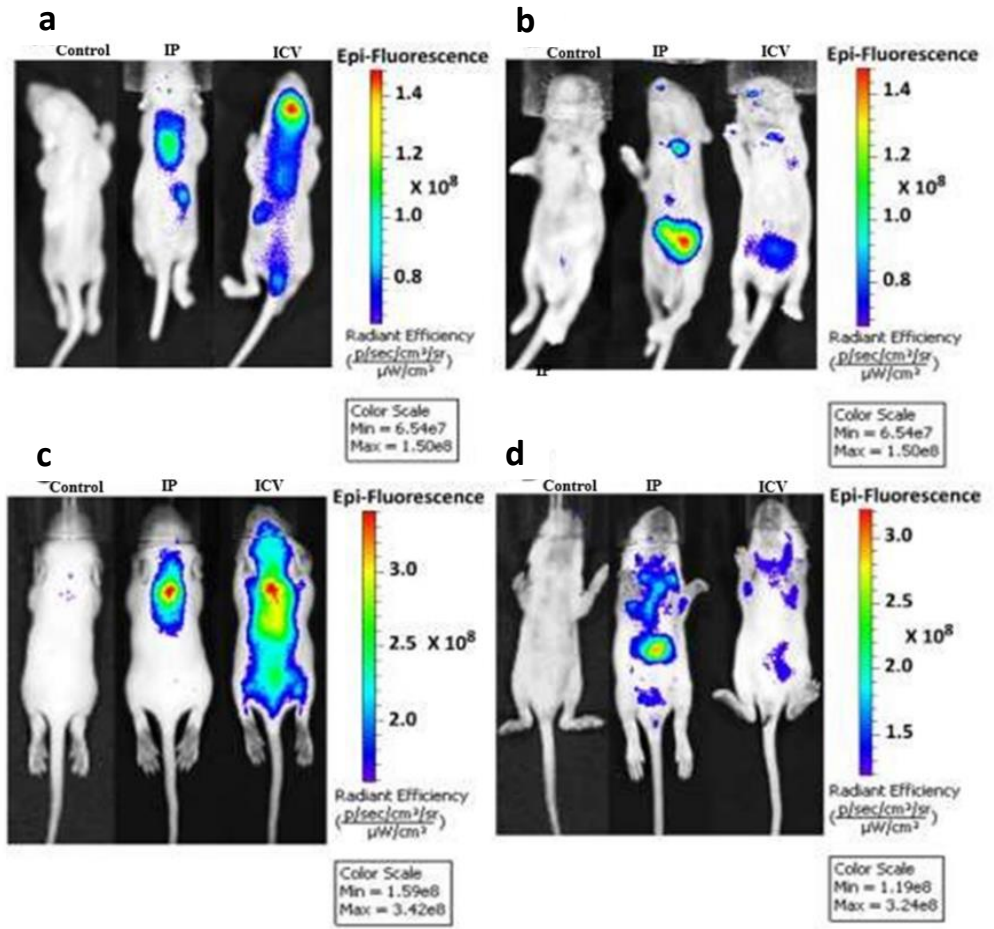 a
Control IP ICV
Epi-Fluorescence
1.4
1.2
X 10⁸
1.0
0.8
Radiant Efficiency
(p/sec/cm²/sr / µW/cm²)
Color Scale
Min = 6.54e7
Max = 1.50e8
b
Control IP ICV
Epi-Fluorescence
1.4
1.2
X 10⁸
1.0
0.8
Radiant Efficiency
(p/sec/cm²/sr / µW/cm²)
IP
Color Scale
Min = 6.54e7
Max = 1.50e8
c
Control IP ICV
Epi-Fluorescence
3.0
2.5 X 10⁸
2.0
Radiant Efficiency
(p/sec/cm²/sr / µW/cm²)
Color Scale
Min = 1.59e8
Max = 3.42e8
d
Control IP ICV
Epi-Fluorescence
3.0
2.5
X 10⁸
2.0
1.5
Radiant Efficiency
(p/sec/cm²/sr / µW/cm²)
Color Scale
Min = 1.19e8
Max = 3.24e8